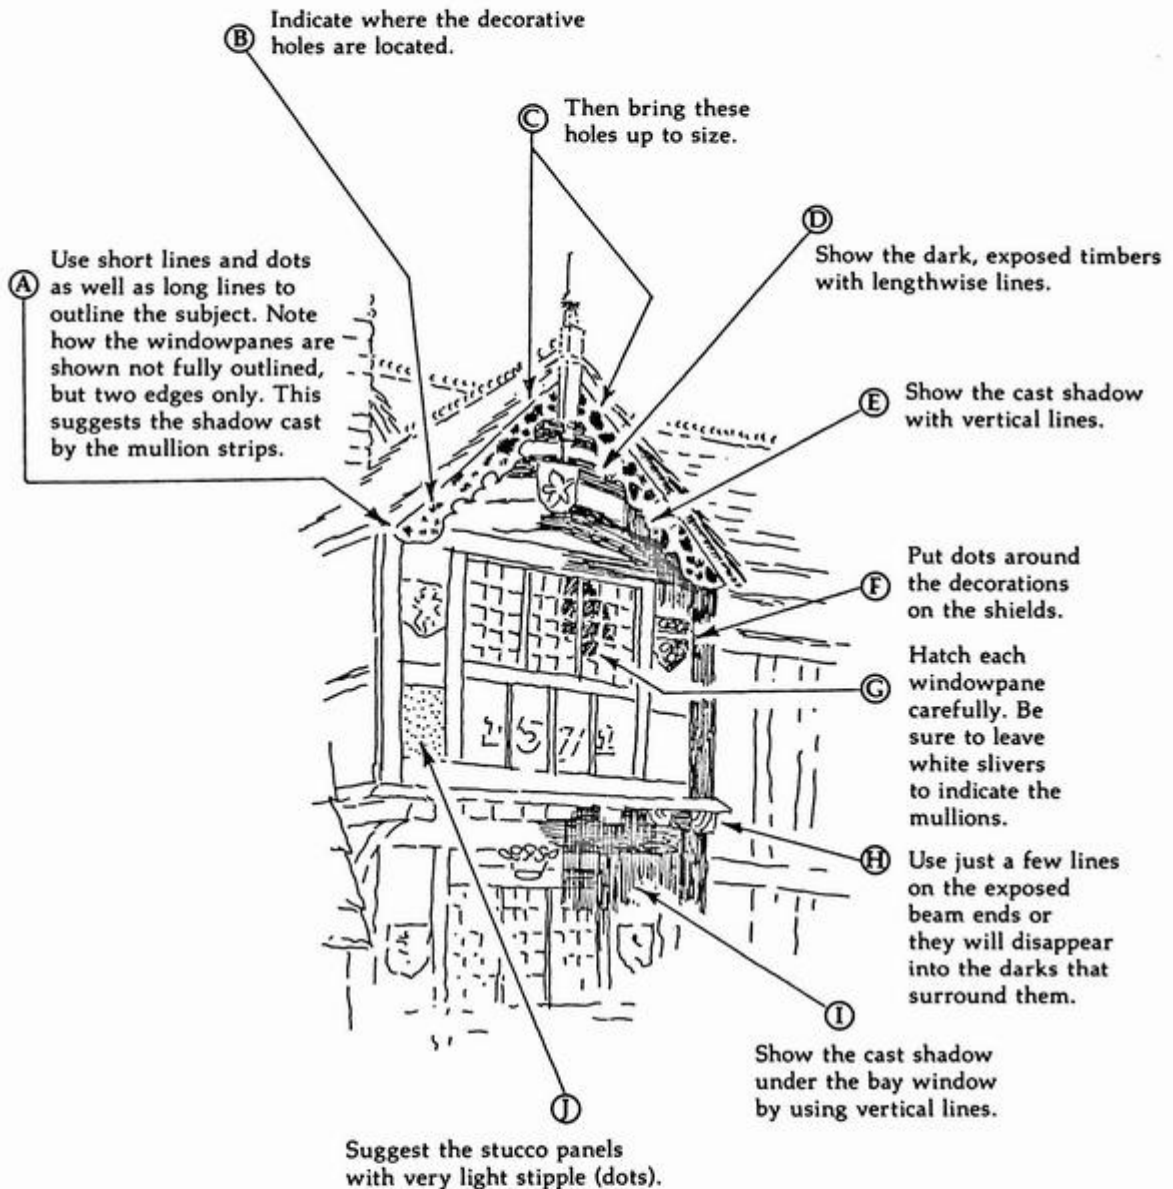 B
Indicate where the decorative
holes are located.
C
Then bring these
holes up to size.
D
Show the dark, exposed timbers
with lengthwise lines.
A
Use short lines and dots
as well as long lines to
outline the subject. Note
how the windowpanes are
shown not fully outlined,
but two edges only. This
suggests the shadow cast
by the mullion strips.
E
Show the cast shadow
with vertical lines.
F
Put dots around
the decorations
on the shields.
G
Hatch each
windowpane
carefully. Be
sure to leave
white slivers
to indicate the
mullions.
H
Use just a few lines
on the exposed
beam ends or
they will disappear
into the darks that
surround them.
I
Show the cast shadow
under the bay window
by using vertical lines.
J
Suggest the stucco panels
with very light stipple (dots).